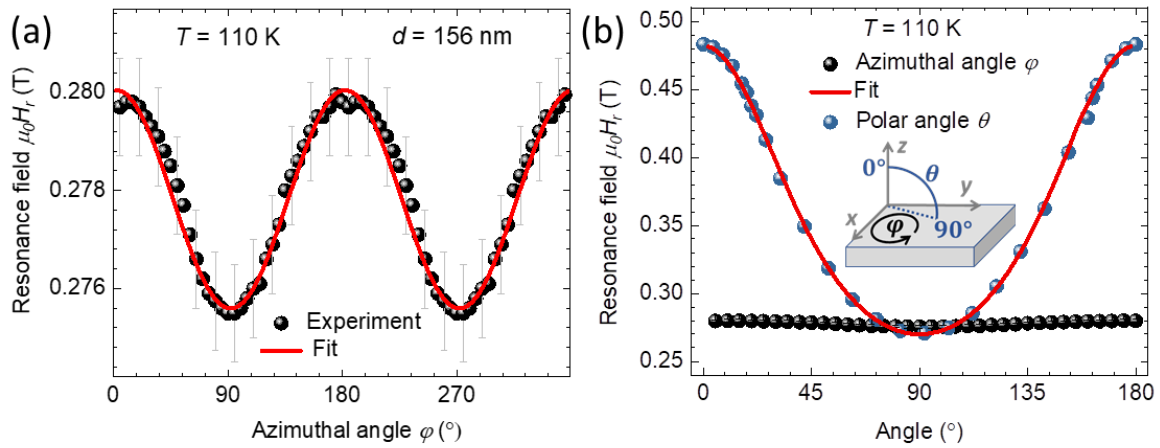 (a)
T = 110 K
d = 156 nm
0.280
0.278
0.276
Resonance field μ₀Hᵣ (T)
Experiment
Fit
0
90
180
270
Azimuthal angle φ (°)
(b)
T = 110 K
Azimuthal angle φ
Fit
Polar angle θ
0.50
0.45
0.40
0.35
0.30
0.25
Resonance field μ₀Hᵣ (T)
z
0°
θ
y
x
φ
90°
0
45
90
135
180
Angle (°)